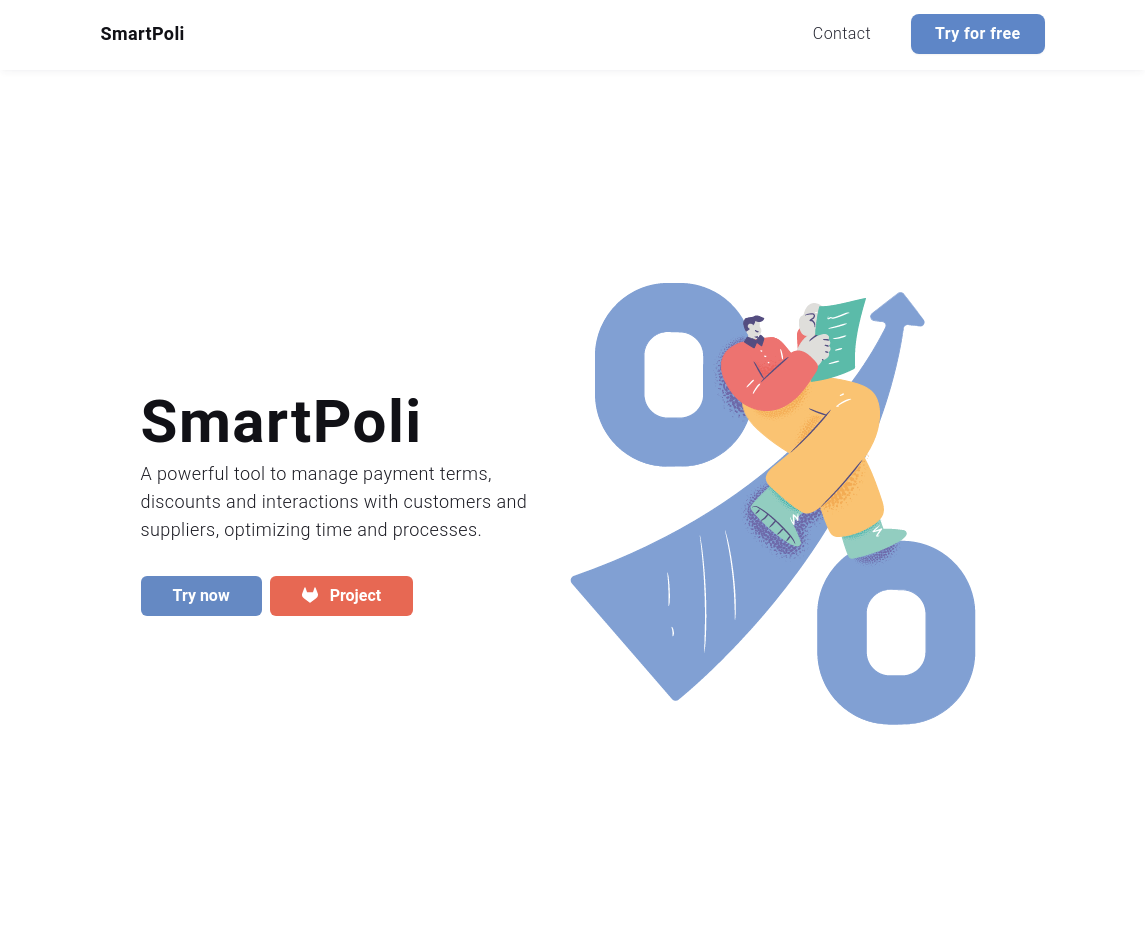 SmartPoli
Contact
Try for free
SmartPoli
A powerful tool to manage payment terms,
discounts and interactions with customers and
suppliers, optimizing time and processes.
Try now
Project